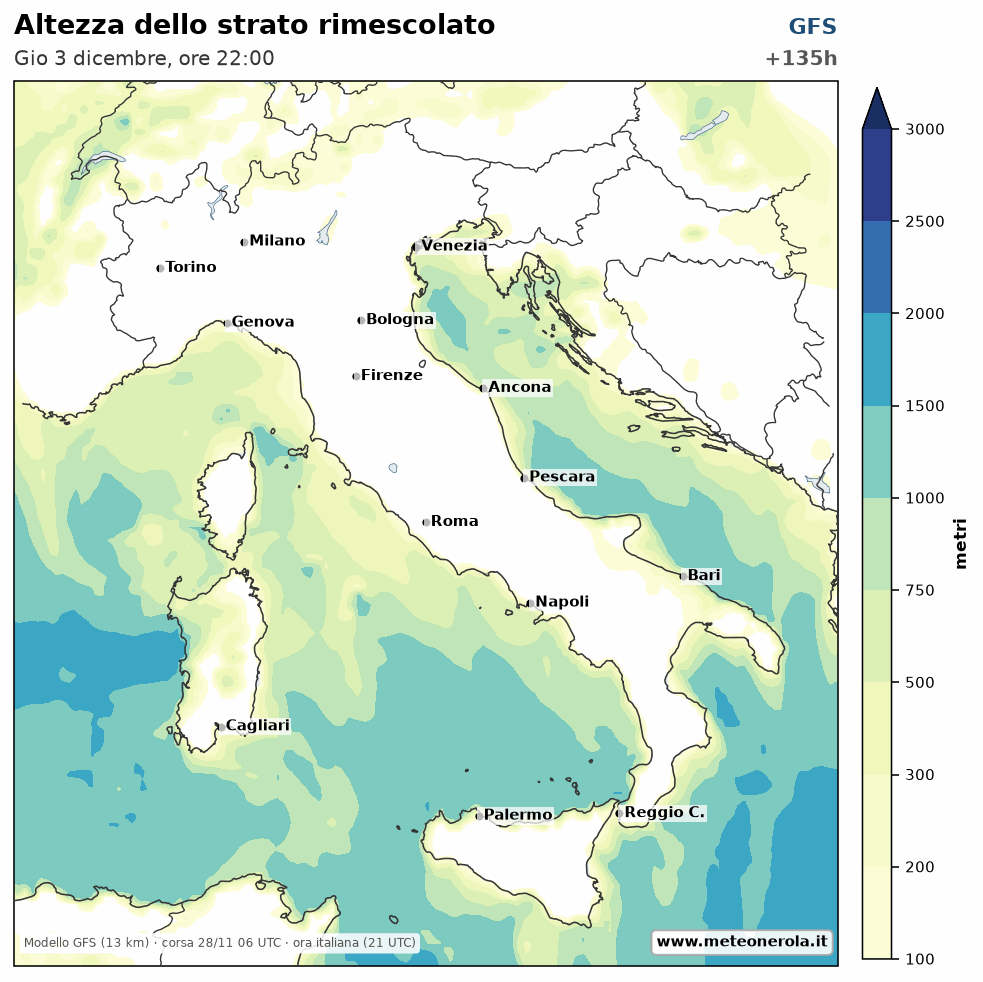 Altezza dello strato rimescolato
GFS
Gio 3 dicembre, ore 22:00
+135h
3000
2500
2000
1500
1000
750
500
300
200
100
metri
Milano
Venezia
Torino
Genova
Bologna
Firenze
Ancona
Pescara
Roma
Bari
Napoli
Cagliari
Palermo
Reggio C.
Modello GFS (13 km) · corsa 28/11 06 UTC · ora italiana (21 UTC)
www.meteonerola.it